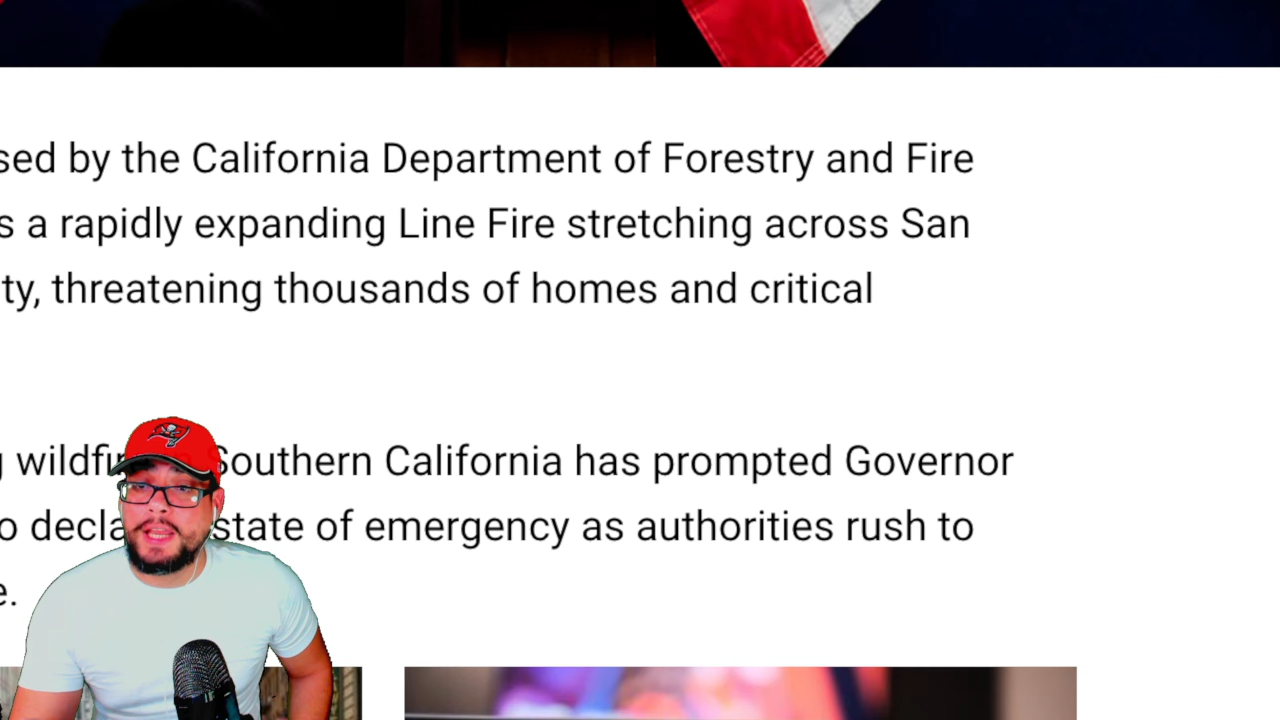 sed by the California Department of Forestry and Fire
s a rapidly expanding Line Fire stretching across San
ty, threatening thousands of homes and critical
g wildfi Southern California has prompted Governor
o decla state of emergency as authorities rush to
e.